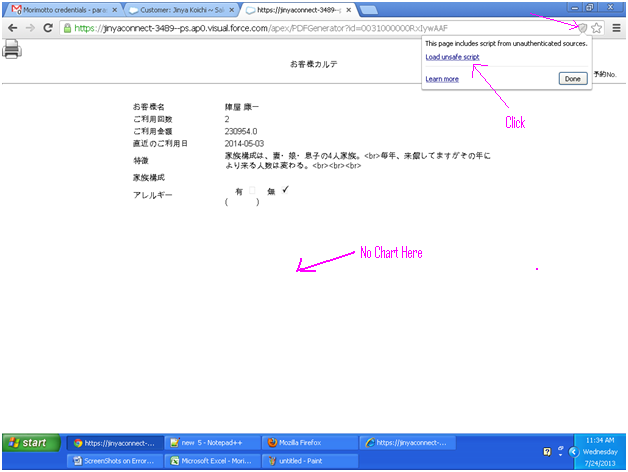 Morimotto credentials - para
Customer: Jinya Koichi ~ Sal
https://jinyaconnect-3489--p
https://jinyaconnect-3489--ps.ap0.visual.force.com/apex/PDFGenerator?id=0031000000RxIywAAF
This page includes script from unauthenticated sources.
Load unsafe script
Learn more
Done
Click
お客様カルテ
予約No.
お客様名 陣屋 康一
ご利用回数 2
ご利用金額 230954.0
直近のご利用日 2014-05-03
特徴 家族構成は、妻・娘・息子の4人家族。<br>毎年、来館してますがその年に
より来る人数は変わる。<br><br><br>
家族構成
アレルギー 有 無 ✓
( )
No Chart Here
start
https://jinyaconnect-...
new 5 - Notepad++
Mozilla Firefox
https://jinyaconnect-...
ScreenShots on Error...
Microsoft Excel - Mori...
untitled - Paint
11:34 AM
Wednesday
7/24/2013